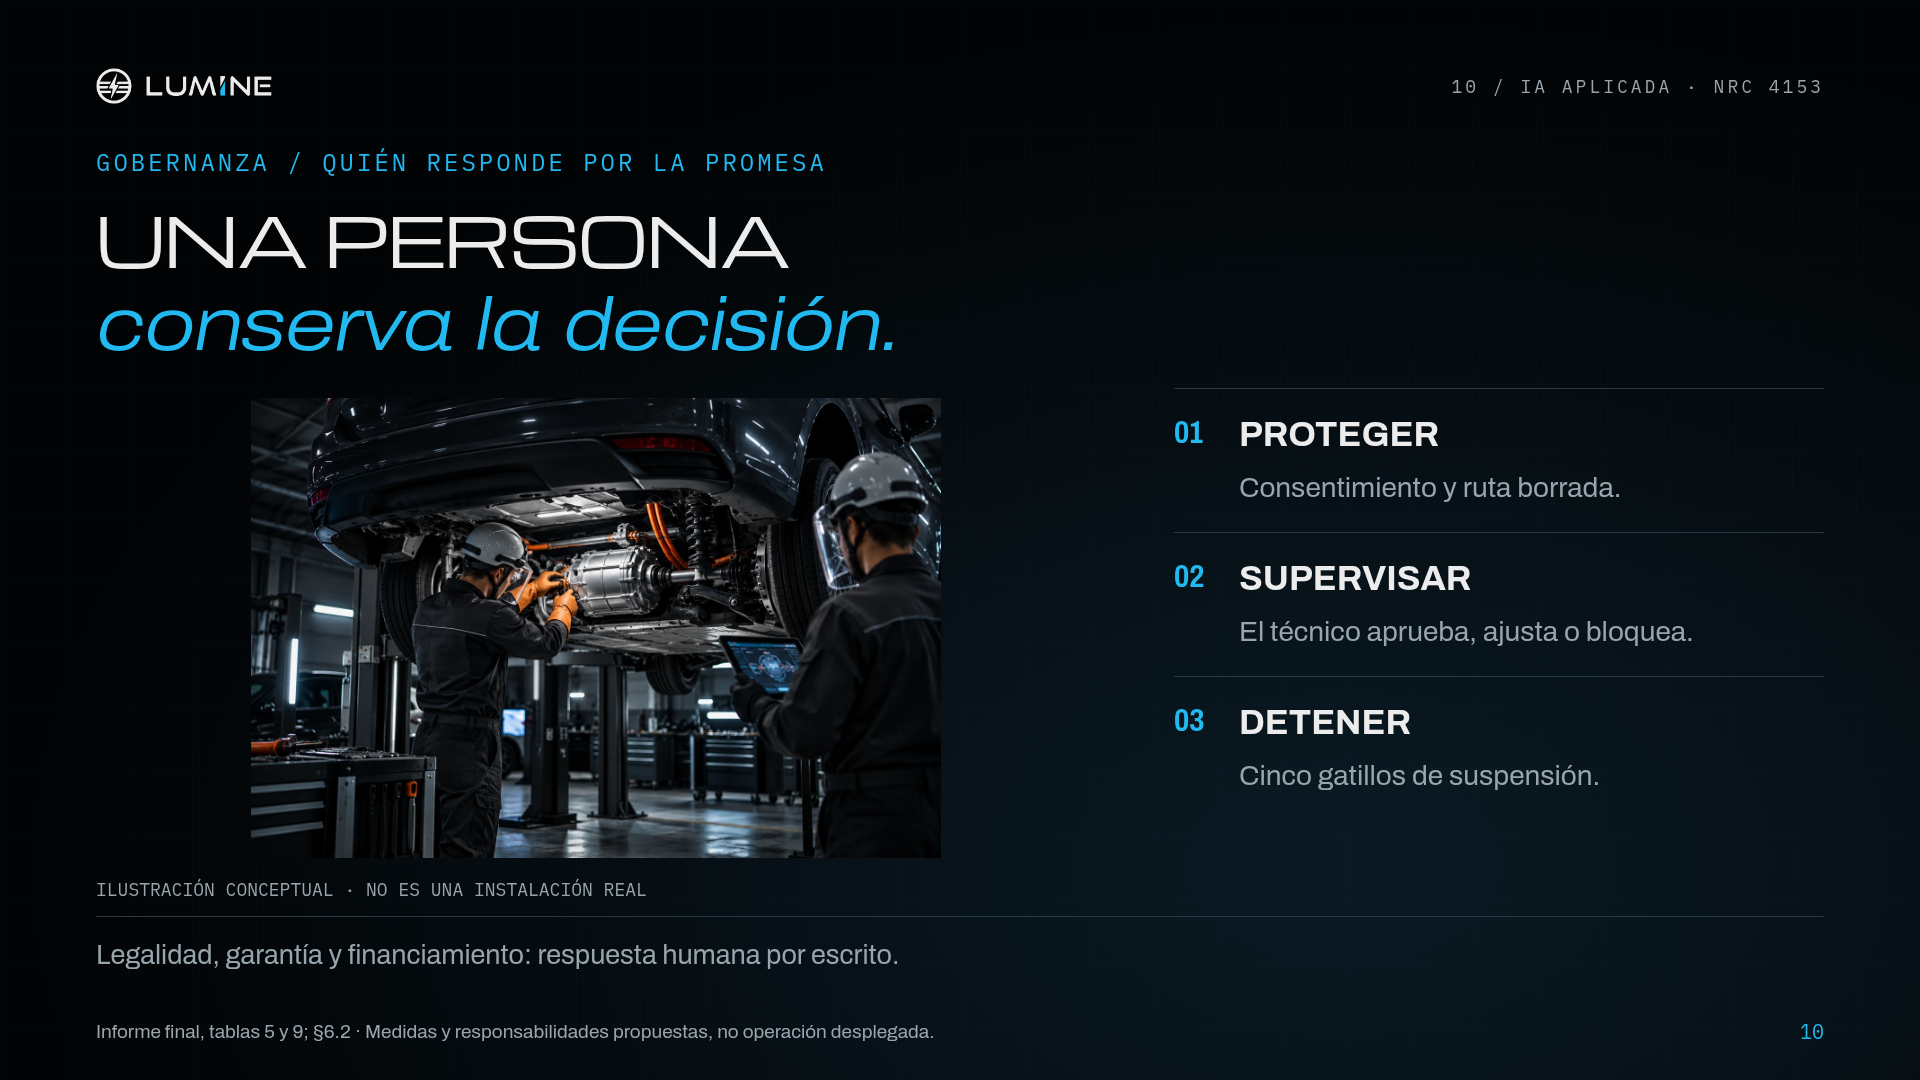 LUMINE
10 / IA APLICADA · NRC 4153
GOBERNANZA / QUIÉN RESPONDE POR LA PROMESA
UNA PERSONA
conserva la decisión.
01 PROTEGER
Consentimiento y ruta borrada.
02 SUPERVISAR
El técnico aprueba, ajusta o bloquea.
03 DETENER
Cinco gatillos de suspensión.
ILUSTRACIÓN CONCEPTUAL · NO ES UNA INSTALACIÓN REAL
Legalidad, garantía y financiamiento: respuesta humana por escrito.
Informe final, tablas 5 y 9; §6.2 · Medidas y responsabilidades propuestas, no operación desplegada.
10